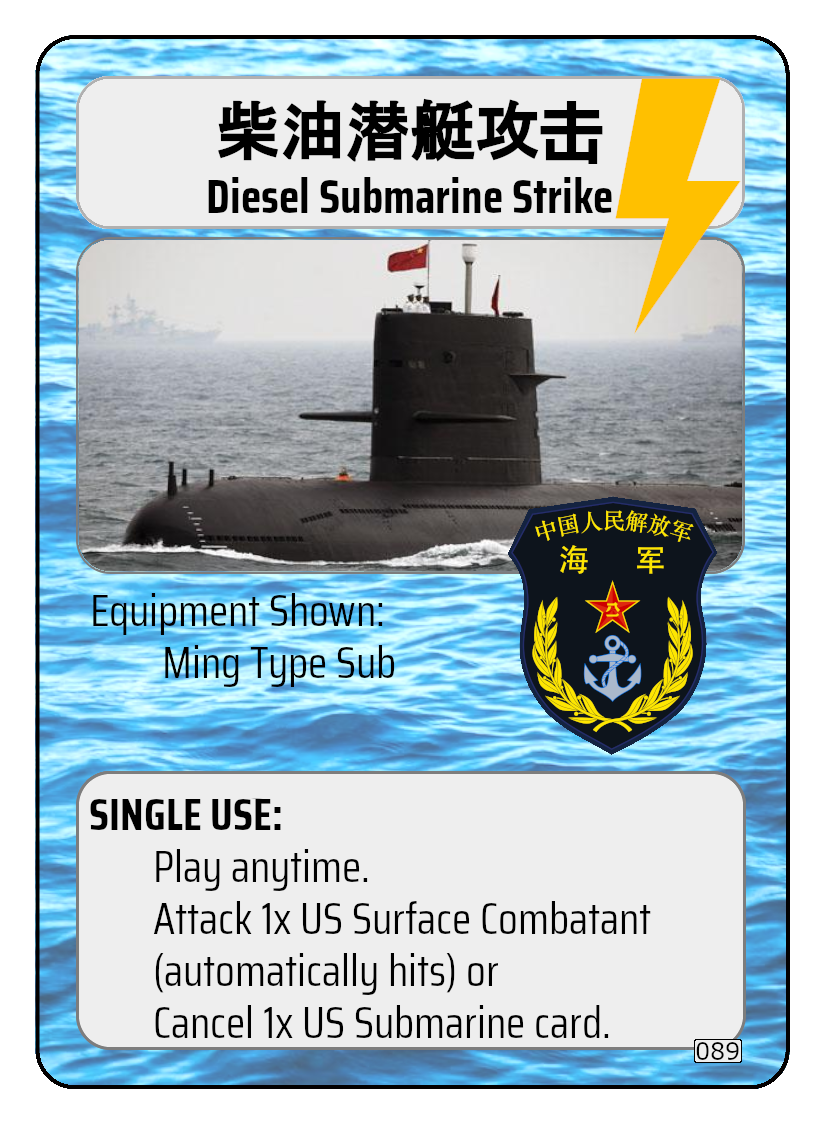 柴油潜艇攻击
Diesel Submarine Strike
中国人民解放军
海 军
Equipment Shown:
Ming Type Sub
SINGLE USE:
Play anytime.
Attack 1x US Surface Combatant
(automatically hits) or
Cancel 1x US Submarine card.
089